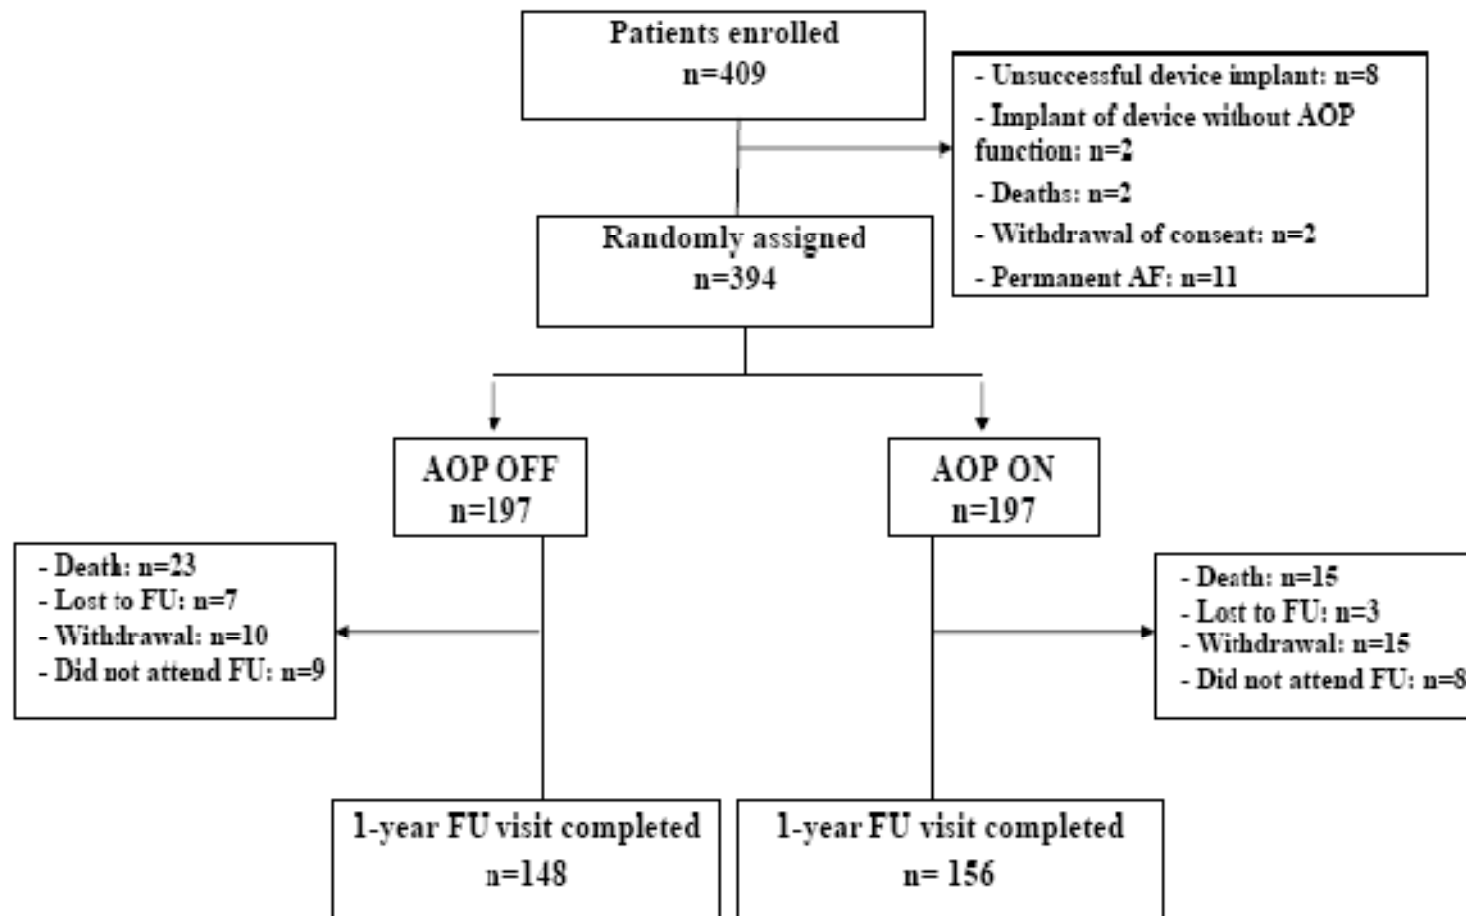 Patients enrolled
n=409
- Unsuccessful device implant: n=8
- Implant of device without AOP
function: n=2
- Deaths: n=2
- Withdrawal of consent: n=2
- Permanent AF: n=11
Randomly assigned
n=394
AOP OFF
n=197
AOP ON
n=197
- Death: n=23
- Lost to FU: n=7
- Withdrawal: n=10
- Did not attend FU: n=9
- Death: n=15
- Lost to FU: n=3
- Withdrawal: n=15
- Did not attend FU: n=8
1-year FU visit completed
n=148
1-year FU visit completed
n= 156